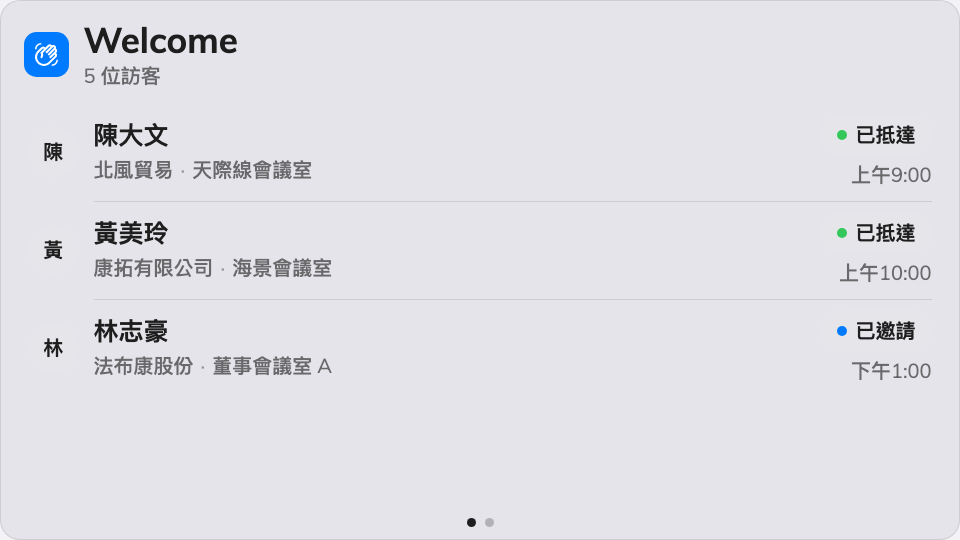 Welcome
5 位訪客
陳
陳大文
北風貿易 · 天際線會議室
已抵達
上午9:00
黃
黃美玲
康拓有限公司 · 海景會議室
已抵達
上午10:00
林
林志豪
法布康股份 · 董事會議室 A
已邀請
下午1:00